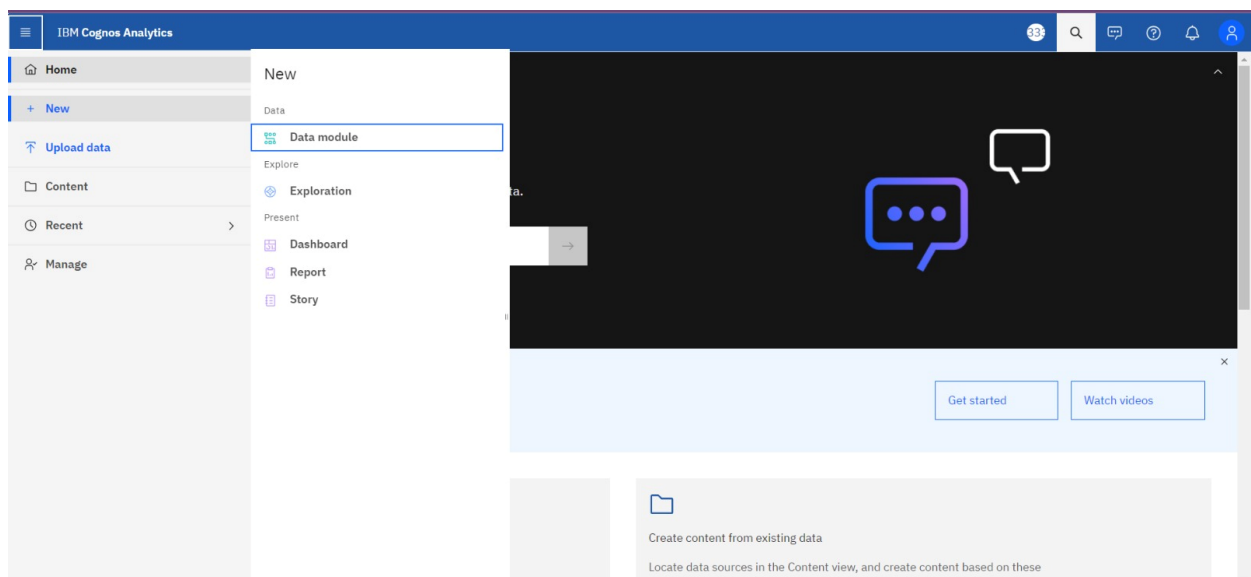 IBM Cognos Analytics
Home
New
Upload data
Content
Recent
Manage
New
Data
Data module
Explore
Exploration
Present
Dashboard
Report
Story
ta.
Get started
Watch videos
Create content from existing data
Locate data sources in the Content view, and create content based on these